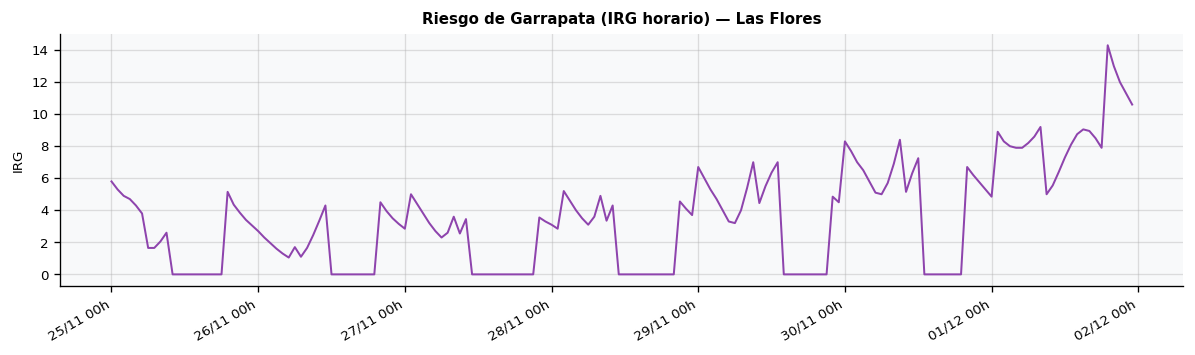 Riesgo de Garrapata (IRG horario) — Las Flores
IRG
14
12
10
8
6
4
2
0
25/11 00h
26/11 00h
27/11 00h
28/11 00h
29/11 00h
30/11 00h
01/12 00h
02/12 00h